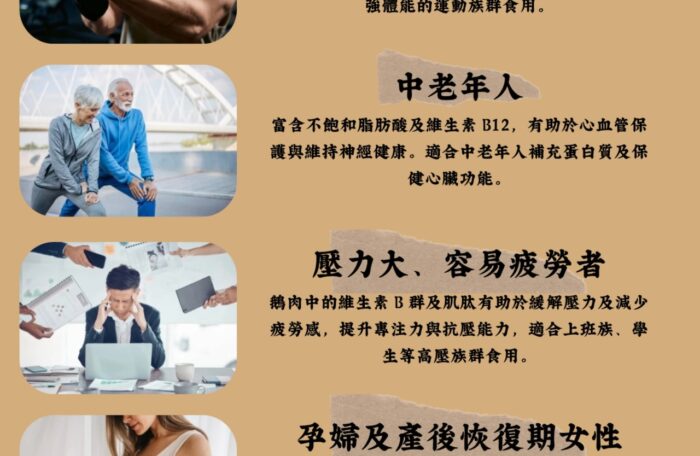 強體能的運動族群食用。
中老年人
富含不飽和脂肪酸及維生素 B12，有助於心血管保
護與維持神經健康。適合中老年人補充蛋白質及保
健心臟功能。
壓力大、容易疲勞者
鵝肉中的維生素 B 群及肌肽有助於緩解壓力及減少
疲勞感，提升專注力與抗壓能力，適合上班族、學
生等高壓族群食用。
孕婦及產後恢復期女性